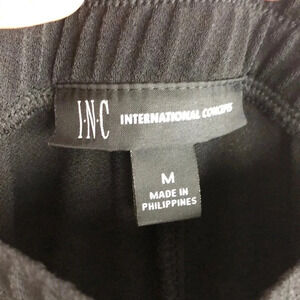 I·N·C INTERNATIONAL CONCEPTS
M
MADE IN
PHILIPPINES